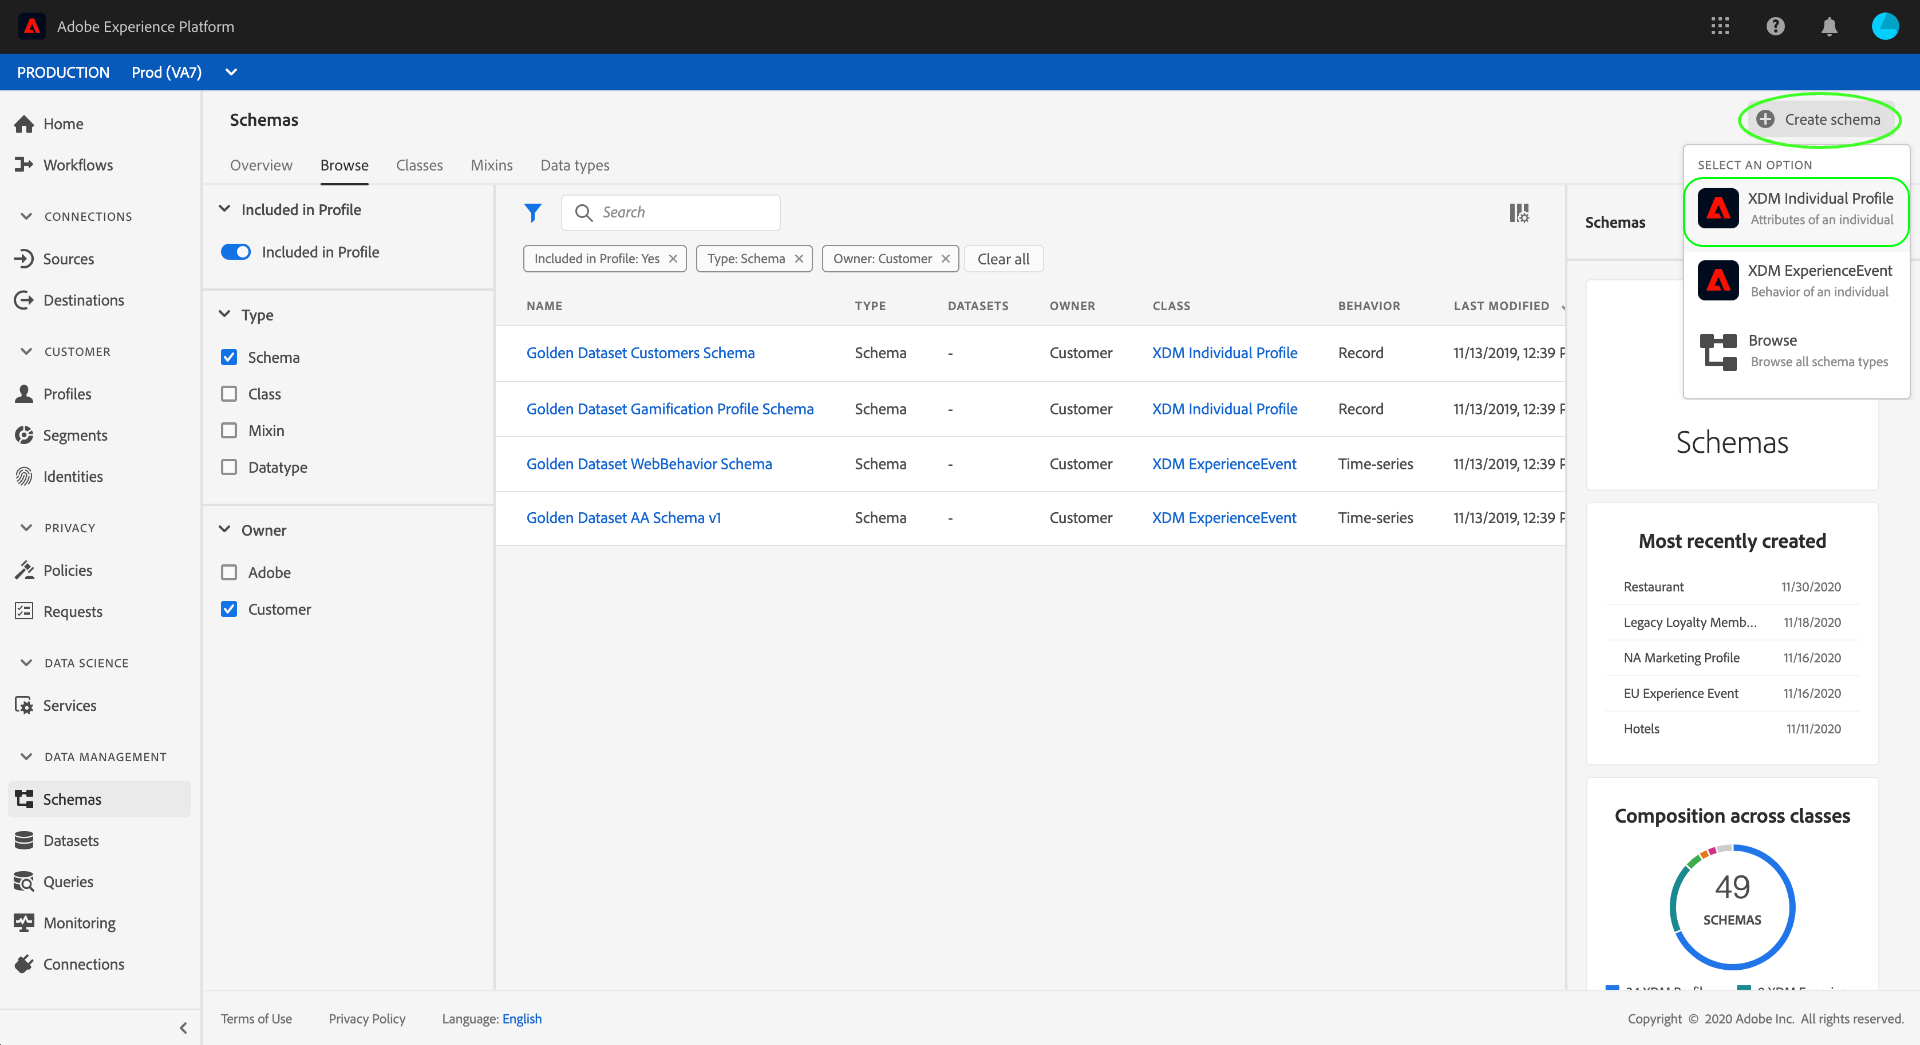 Adobe Experience Platform
PRODUCTION Prod (VA7)
Home
Workflows
CONNECTIONS
Sources
Destinations
CUSTOMER
Profiles
Segments
Identities
PRIVACY
Policies
Requests
DATA SCIENCE
Services
DATA MANAGEMENT
Schemas
Datasets
Queries
Monitoring
Connections
Schemas
Create schema
Overview Browse Classes Mixins Data types
SELECT AN OPTION
XDM Individual Profile
Attributes of an individual
XDM ExperienceEvent
Behavior of an individual
Browse
Browse all schema types
Included in Profile
Included in Profile
Type
Schema
Class
Mixin
Datatype
Owner
Adobe
Customer
Search
Included in Profile: Yes Type: Schema Owner: Customer Clear all
NAME TYPE DATASETS OWNER CLASS BEHAVIOR LAST MODIFIED
Golden Dataset Customers Schema Schema - Customer XDM Individual Profile Record 11/13/2019, 12:39 P
Golden Dataset Gamification Profile Schema Schema - Customer XDM Individual Profile Record 11/13/2019, 12:39 P
Golden Dataset WebBehavior Schema Schema - Customer XDM ExperienceEvent Time-series 11/13/2019, 12:39 P
Golden Dataset AA Schema v1 Schema - Customer XDM ExperienceEvent Time-series 11/13/2019, 12:39 P
Schemas
Schemas
Most recently created
Restaurant 11/30/2020
Legacy Loyalty Memb... 11/18/2020
NA Marketing Profile 11/16/2020
EU Experience Event 11/16/2020
Hotels 11/11/2020
Composition across classes
49
SCHEMAS
Terms of Use Privacy Policy Language: English
Copyright © 2020 Adobe Inc. All rights reserved.